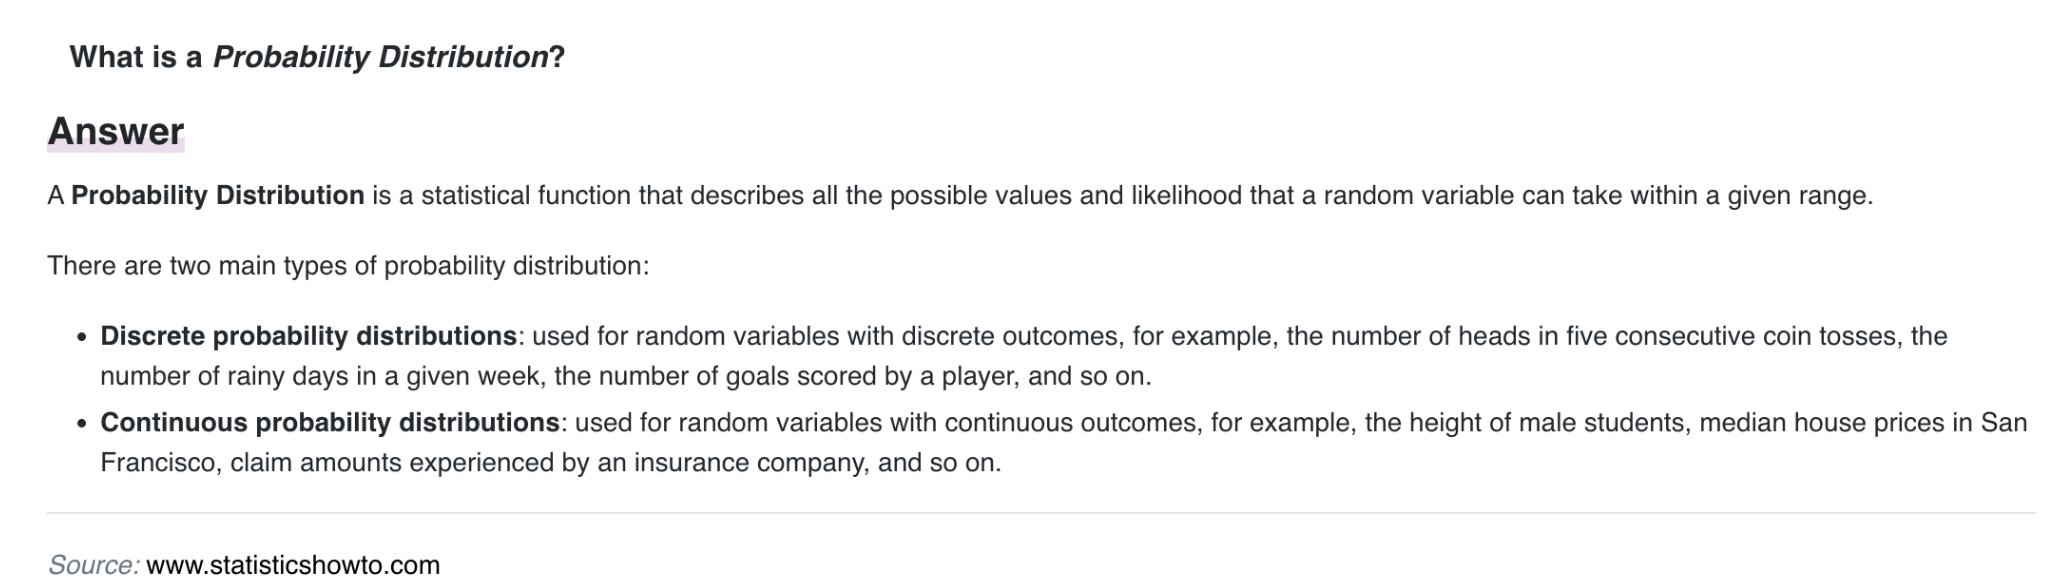 What is a Probability Distribution?
Answer
A Probability Distribution is a statistical function that describes all the possible values and likelihood that a random variable can take within a given range.
There are two main types of probability distribution:
• Discrete probability distributions: used for random variables with discrete outcomes, for example, the number of heads in five consecutive coin tosses, the
number of rainy days in a given week, the number of goals scored by a player, and so on.
• Continuous probability distributions: used for random variables with continuous outcomes, for example, the height of male students, median house prices in San
Francisco, claim amounts experienced by an insurance company, and so on.
Source: www.statisticshowto.com